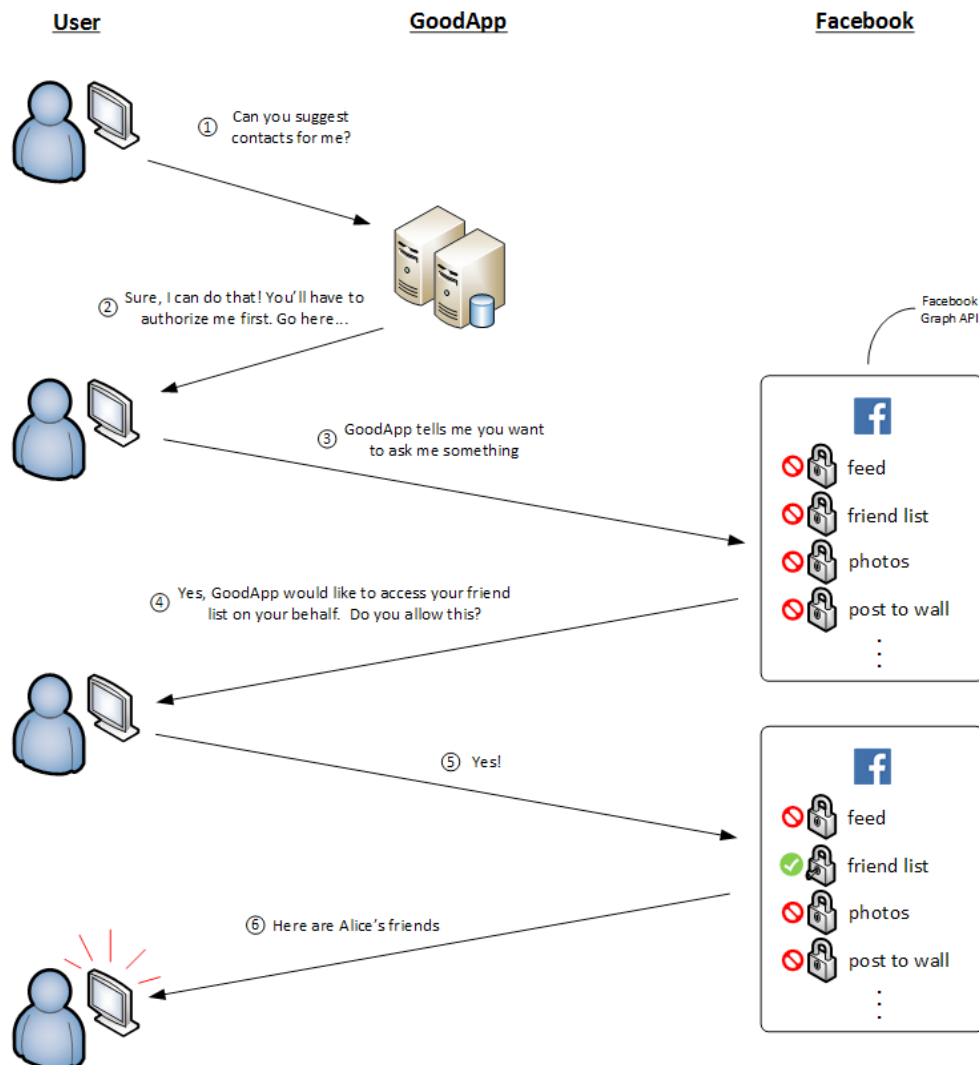 User
GoodApp
Facebook
① Can you suggest
contacts for me?
② Sure, I can do that! You'll have to
authorize me first. Go here...
Facebook
Graph API
③ GoodApp tells me you want
to ask me something
f
feed
friend list
photos
post to wall
④ Yes, GoodApp would like to access your friend
list on your behalf.  Do you allow this?
⑤ Yes!
f
feed
friend list
photos
post to wall
⑥ Here are Alice's friends